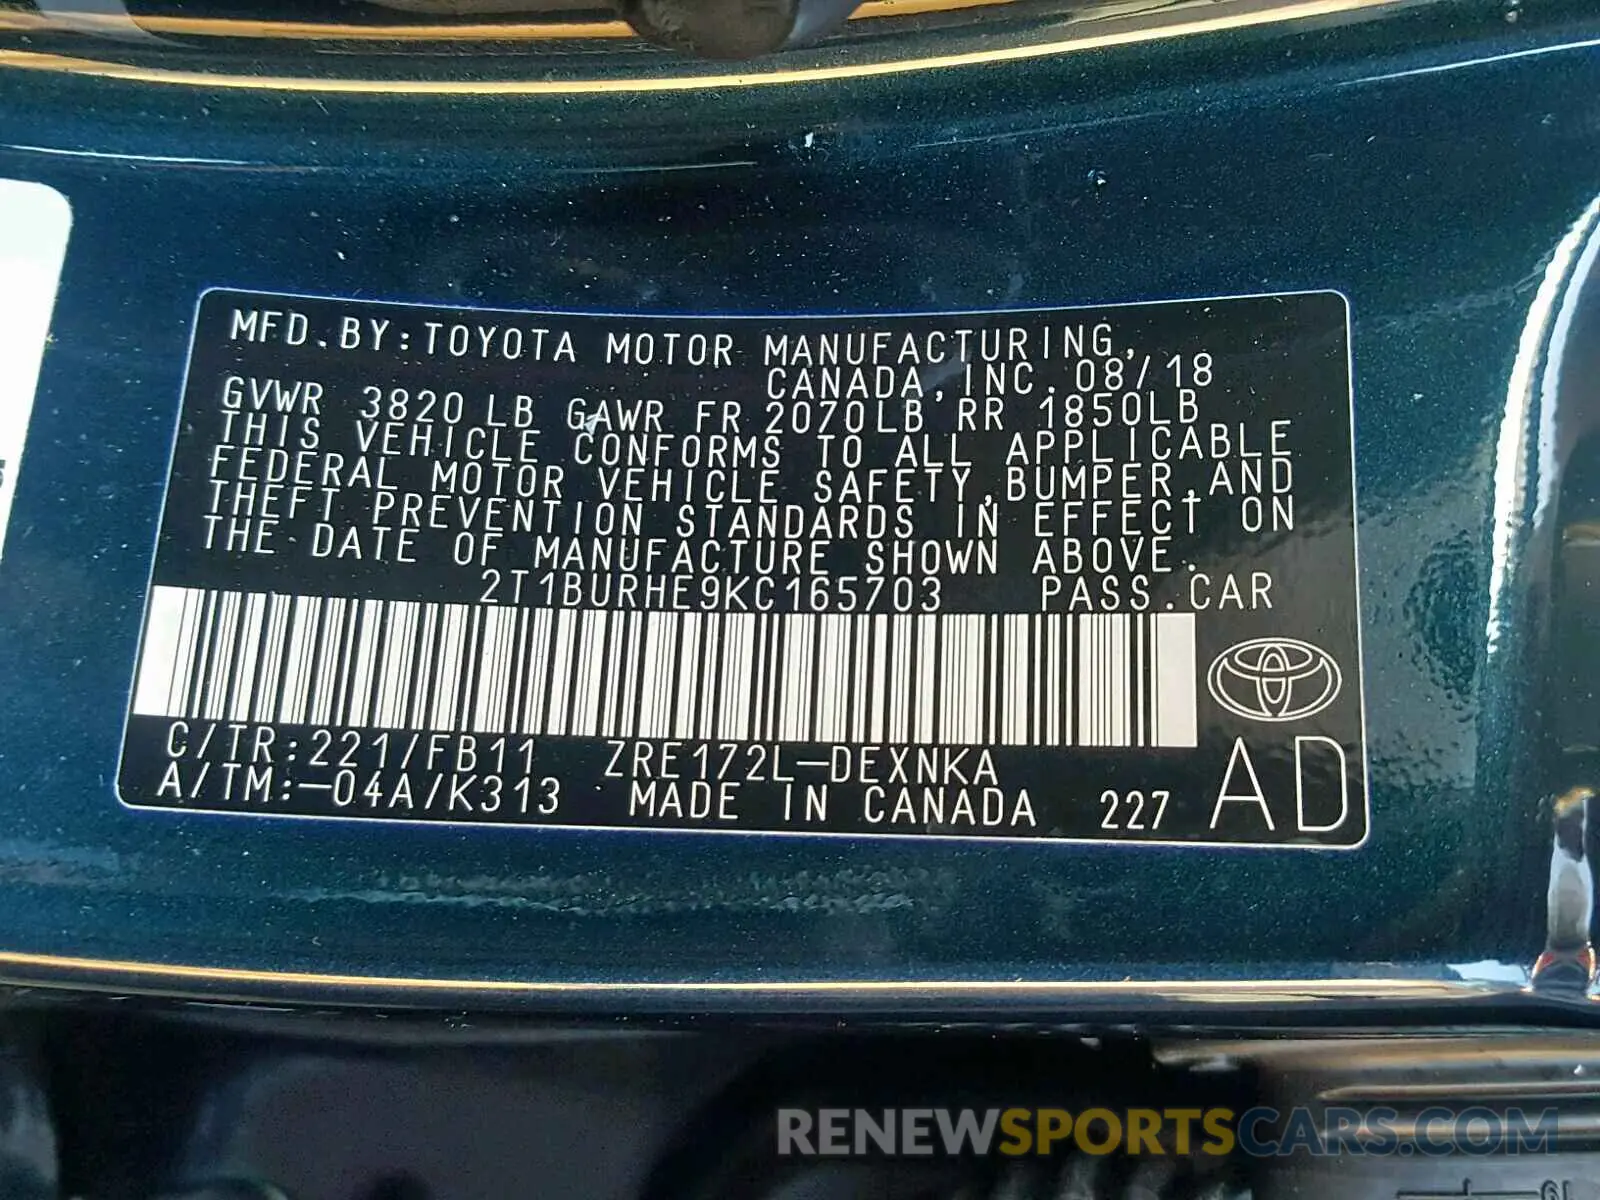 MFD.BY:TOYOTA MOTOR MANUFACTURING,
CANADA,INC.08/18
GVWR 3820LB GAWR FR 2070LB RR 1850LB
THIS VEHICLE CONFORMS TO ALL APPLICABLE
FEDERAL MOTOR VEHICLE SAFETY,BUMPER,AND
THEFT PREVENTION STANDARDS IN EFFECT ON
THE DATE OF MANUFACTURE SHOWN ABOVE.
2T1BURHE9KC165703 PASS.CAR
C/TR:221/FB11 ZRE172L-DEXNKA
A/TM:-04A/K313 MADE IN CANADA 227 AD
RENEWSPORTSCARS.COM